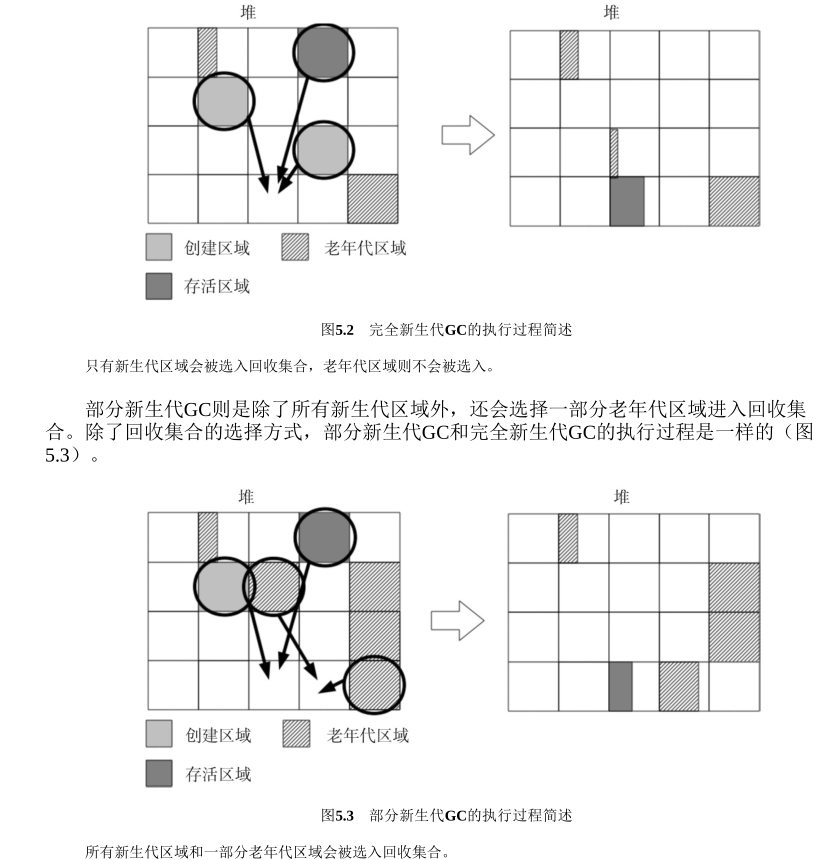 堆 堆
创建区域 老年代区域
存活区域
图5.2 完全新生代GC的执行过程简述
只有新生代区域会被选入回收集合，老年代区域则不会被选入。
部分新生代GC则是除了所有新生代区域外，还会选择一部分老年代区域进入回收集
合。除了回收集合的选择方式，部分新生代GC和完全新生代GC的执行过程是一样的（图
5.3）。
堆 堆
创建区域 老年代区域
存活区域
图5.3 部分新生代GC的执行过程简述
所有新生代区域和一部分老年代区域会被选入回收集合。